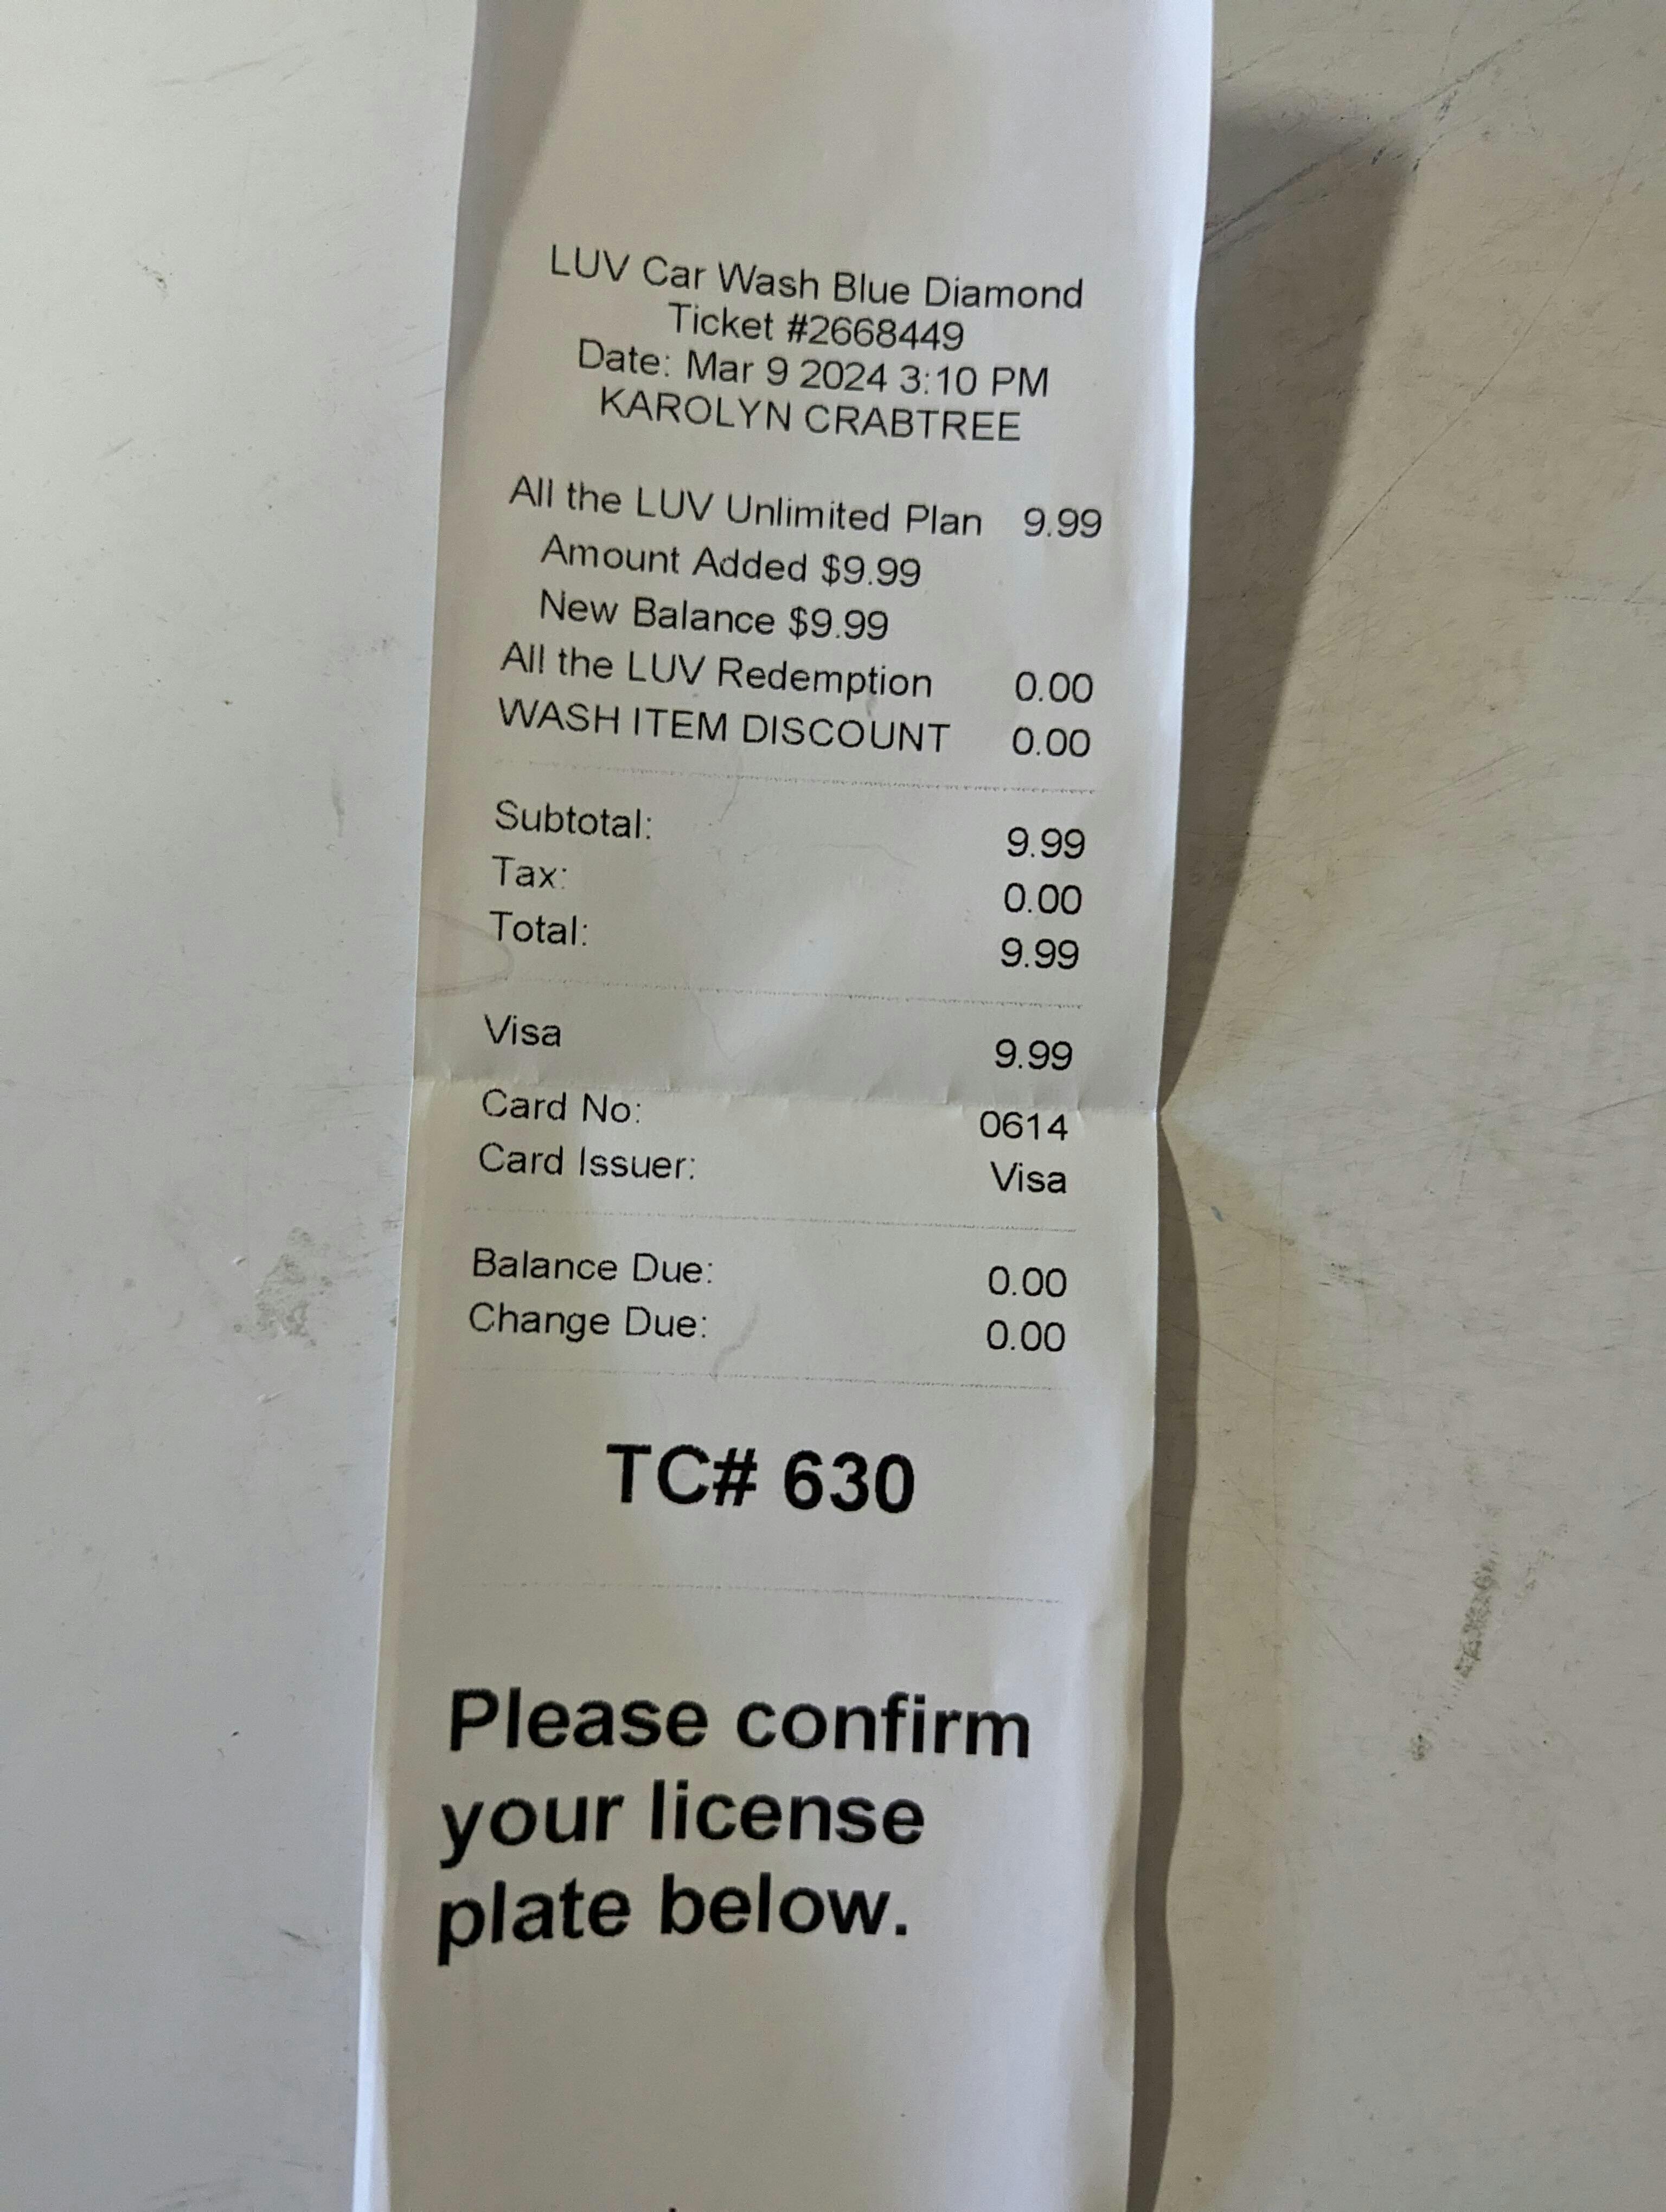 LUV Car Wash Blue Diamond
Ticket #2668449
Date: Mar 9 2024 3:10 PM
KAROLYN CRABTREE
All the LUV Unlimited Plan 9.99
Amount Added $9.99
New Balance $9.99
All the LUV Redemption 0.00
WASH ITEM DISCOUNT 0.00
Subtotal: 9.99
Tax: 0.00
Total: 9.99
Visa 9.99
Card No: 0614
Card Issuer: Visa
Balance Due: 0.00
Change Due: 0.00
TC# 630
Please confirm
your license
plate below.